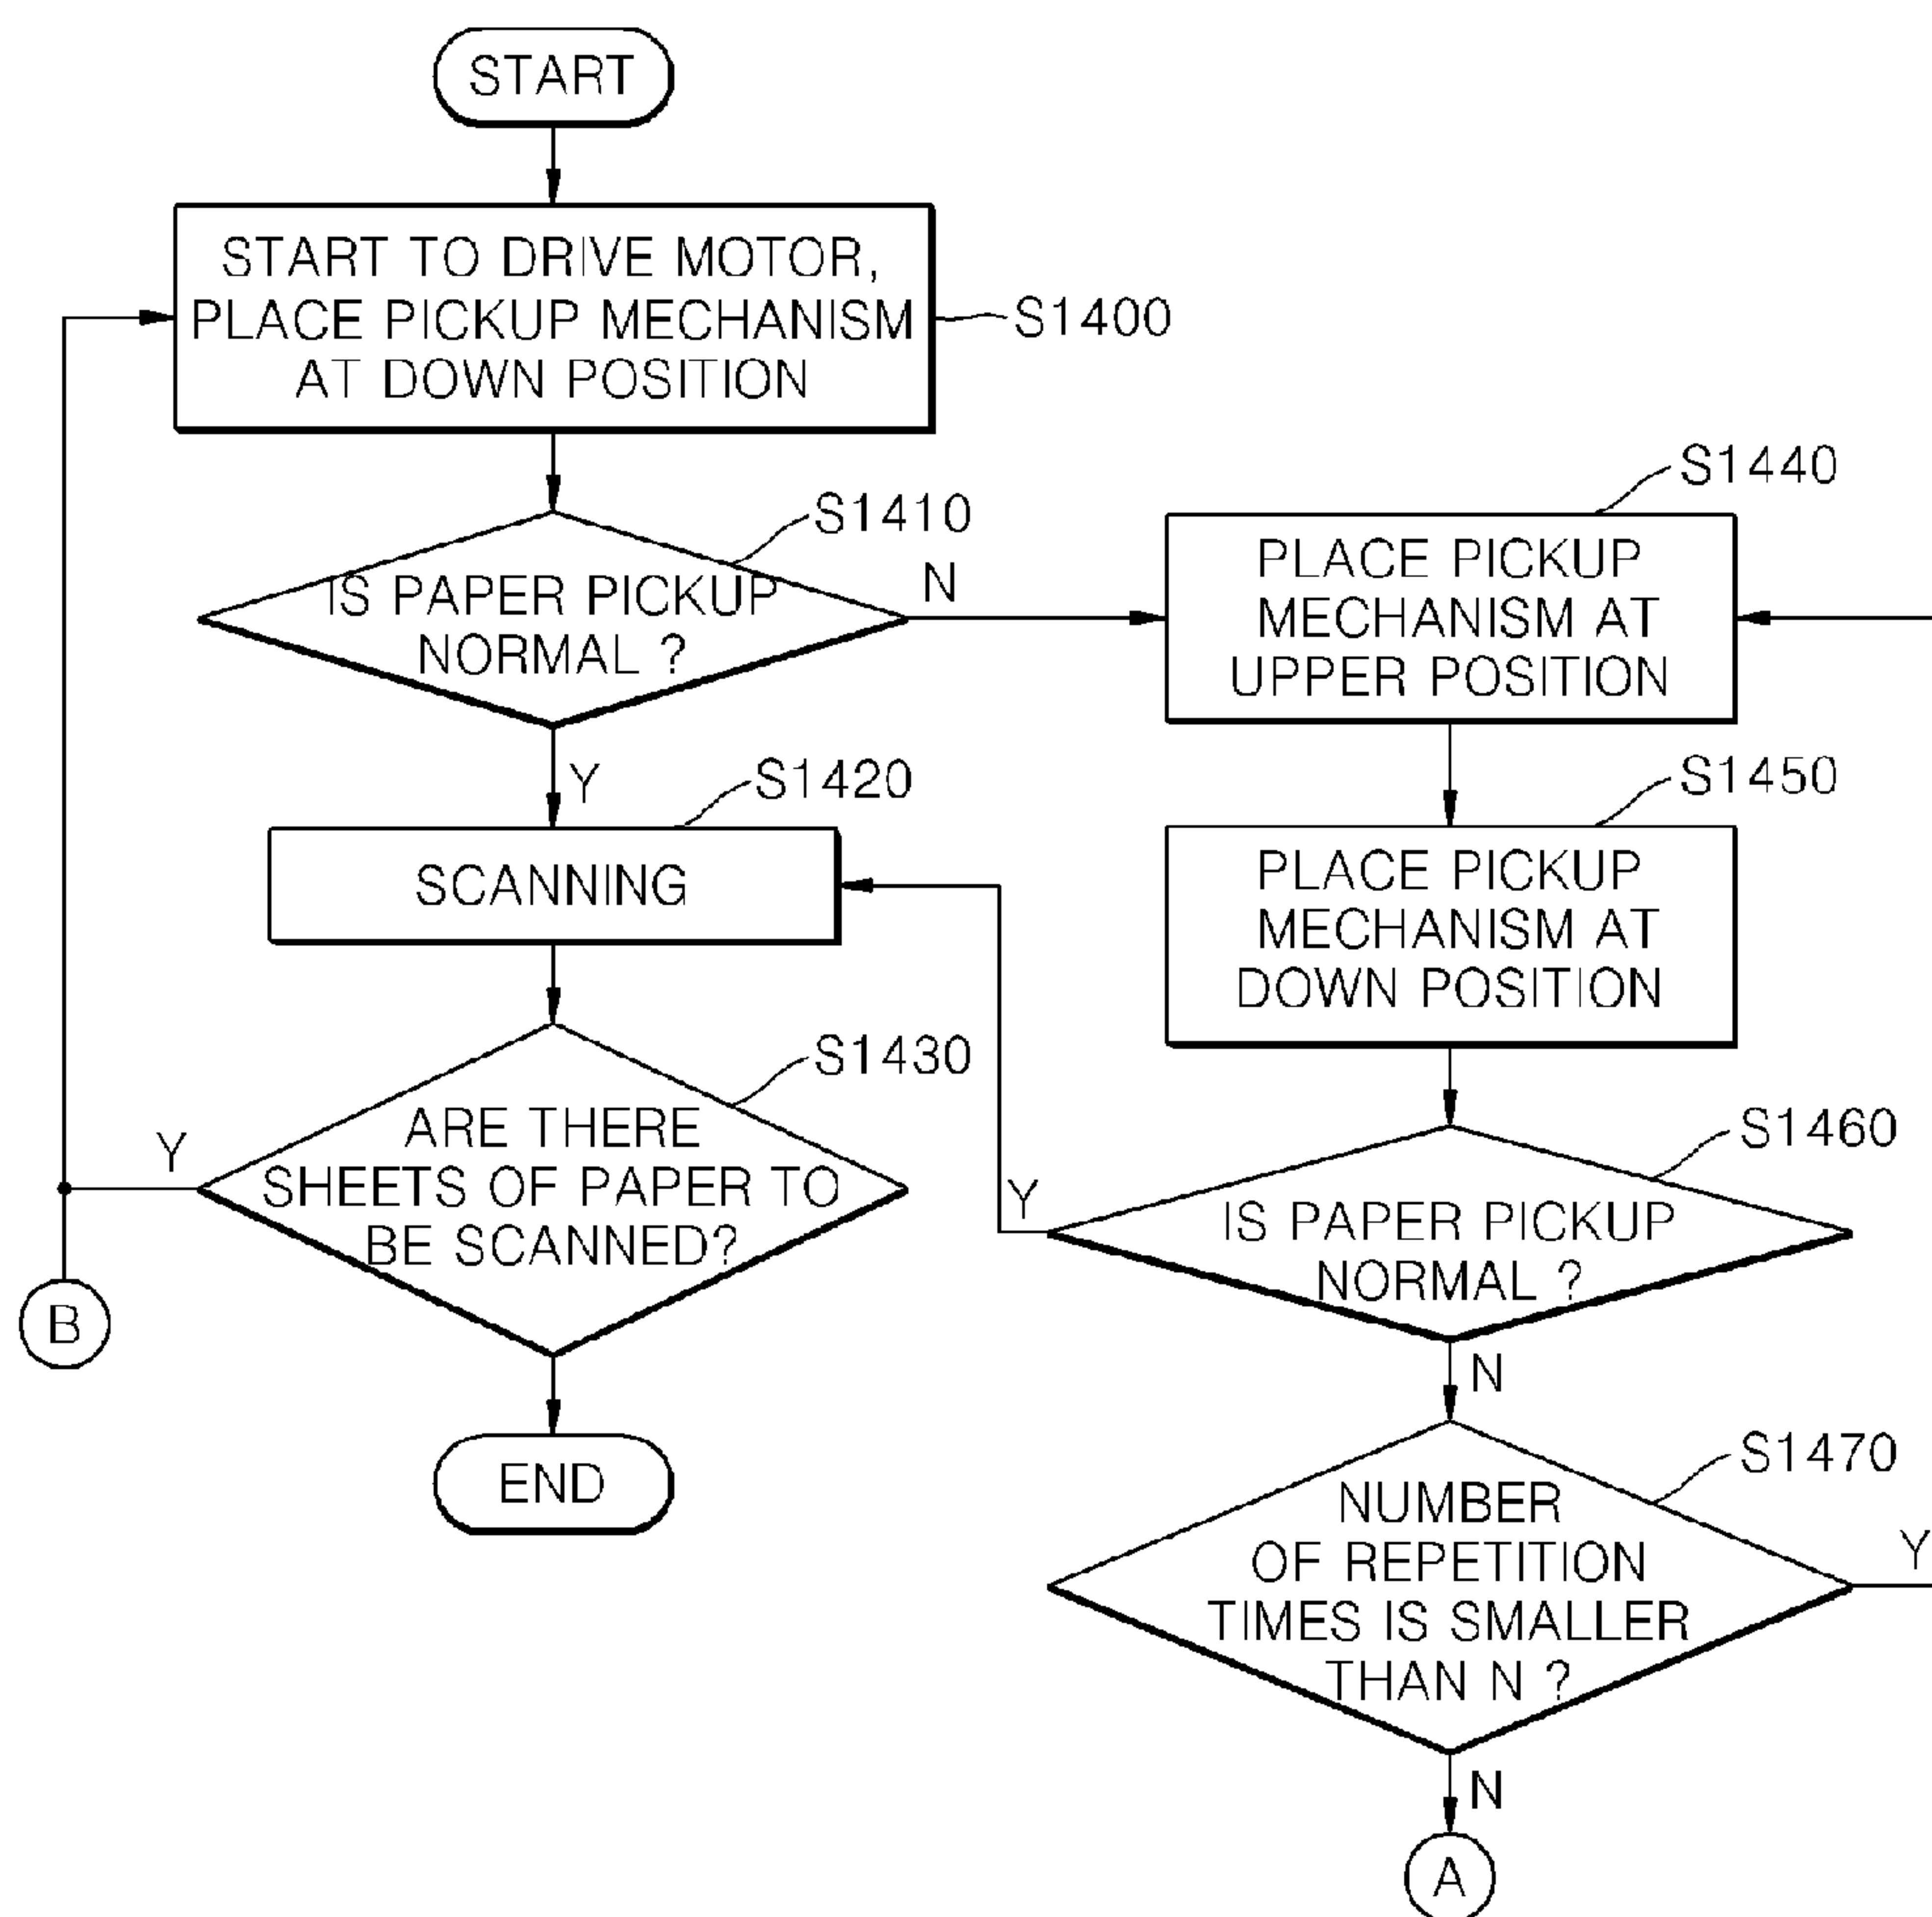 START
START TO DRIVE MOTOR,
PLACE PICKUP MECHANISM
AT DOWN POSITION
S1400
S1410
IS PAPER PICKUP
NORMAL ?
N
Y
S1420
SCANNING
S1430
ARE THERE
SHEETS OF PAPER TO
BE SCANNED?
Y
B
END
S1440
PLACE PICKUP
MECHANISM AT
UPPER POSITION
S1450
PLACE PICKUP
MECHANISM AT
DOWN POSITION
S1460
IS PAPER PICKUP
NORMAL ?
Y
N
S1470
NUMBER
OF REPETITION
TIMES IS SMALLER
THAN N ?
Y
N
A